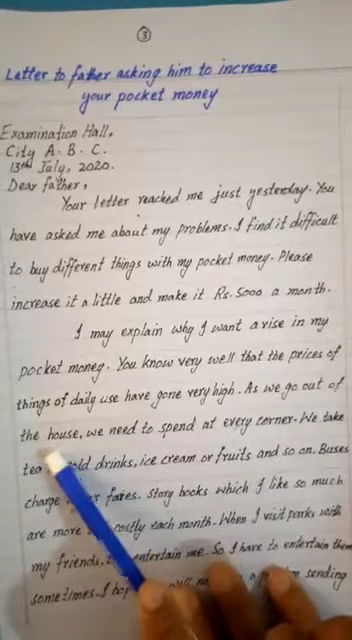 3
Letter to father asking him to increase
your pocket money
Examination Hall,
City A. B. C.
13th July, 2020.
Dear father,
Your letter reached me just yesterday. You
have asked me about my problems. I find it difficult
to buy different things with my pocket money. Please
increase it a little and make it Rs. 5000 a month.
I may explain why I want a rise in my
pocket money. You know very well that the prices of
things of daily use have gone very high. As we go out of
the house, we need to spend at every corner. We take
tea drinks, ice cream or fruits and so on. Buses
charge fares. Story books which I like so much
are more costly each month. When I visit parks with
my friends, entertain me. So I have to entertain them
sometimes. I a sending